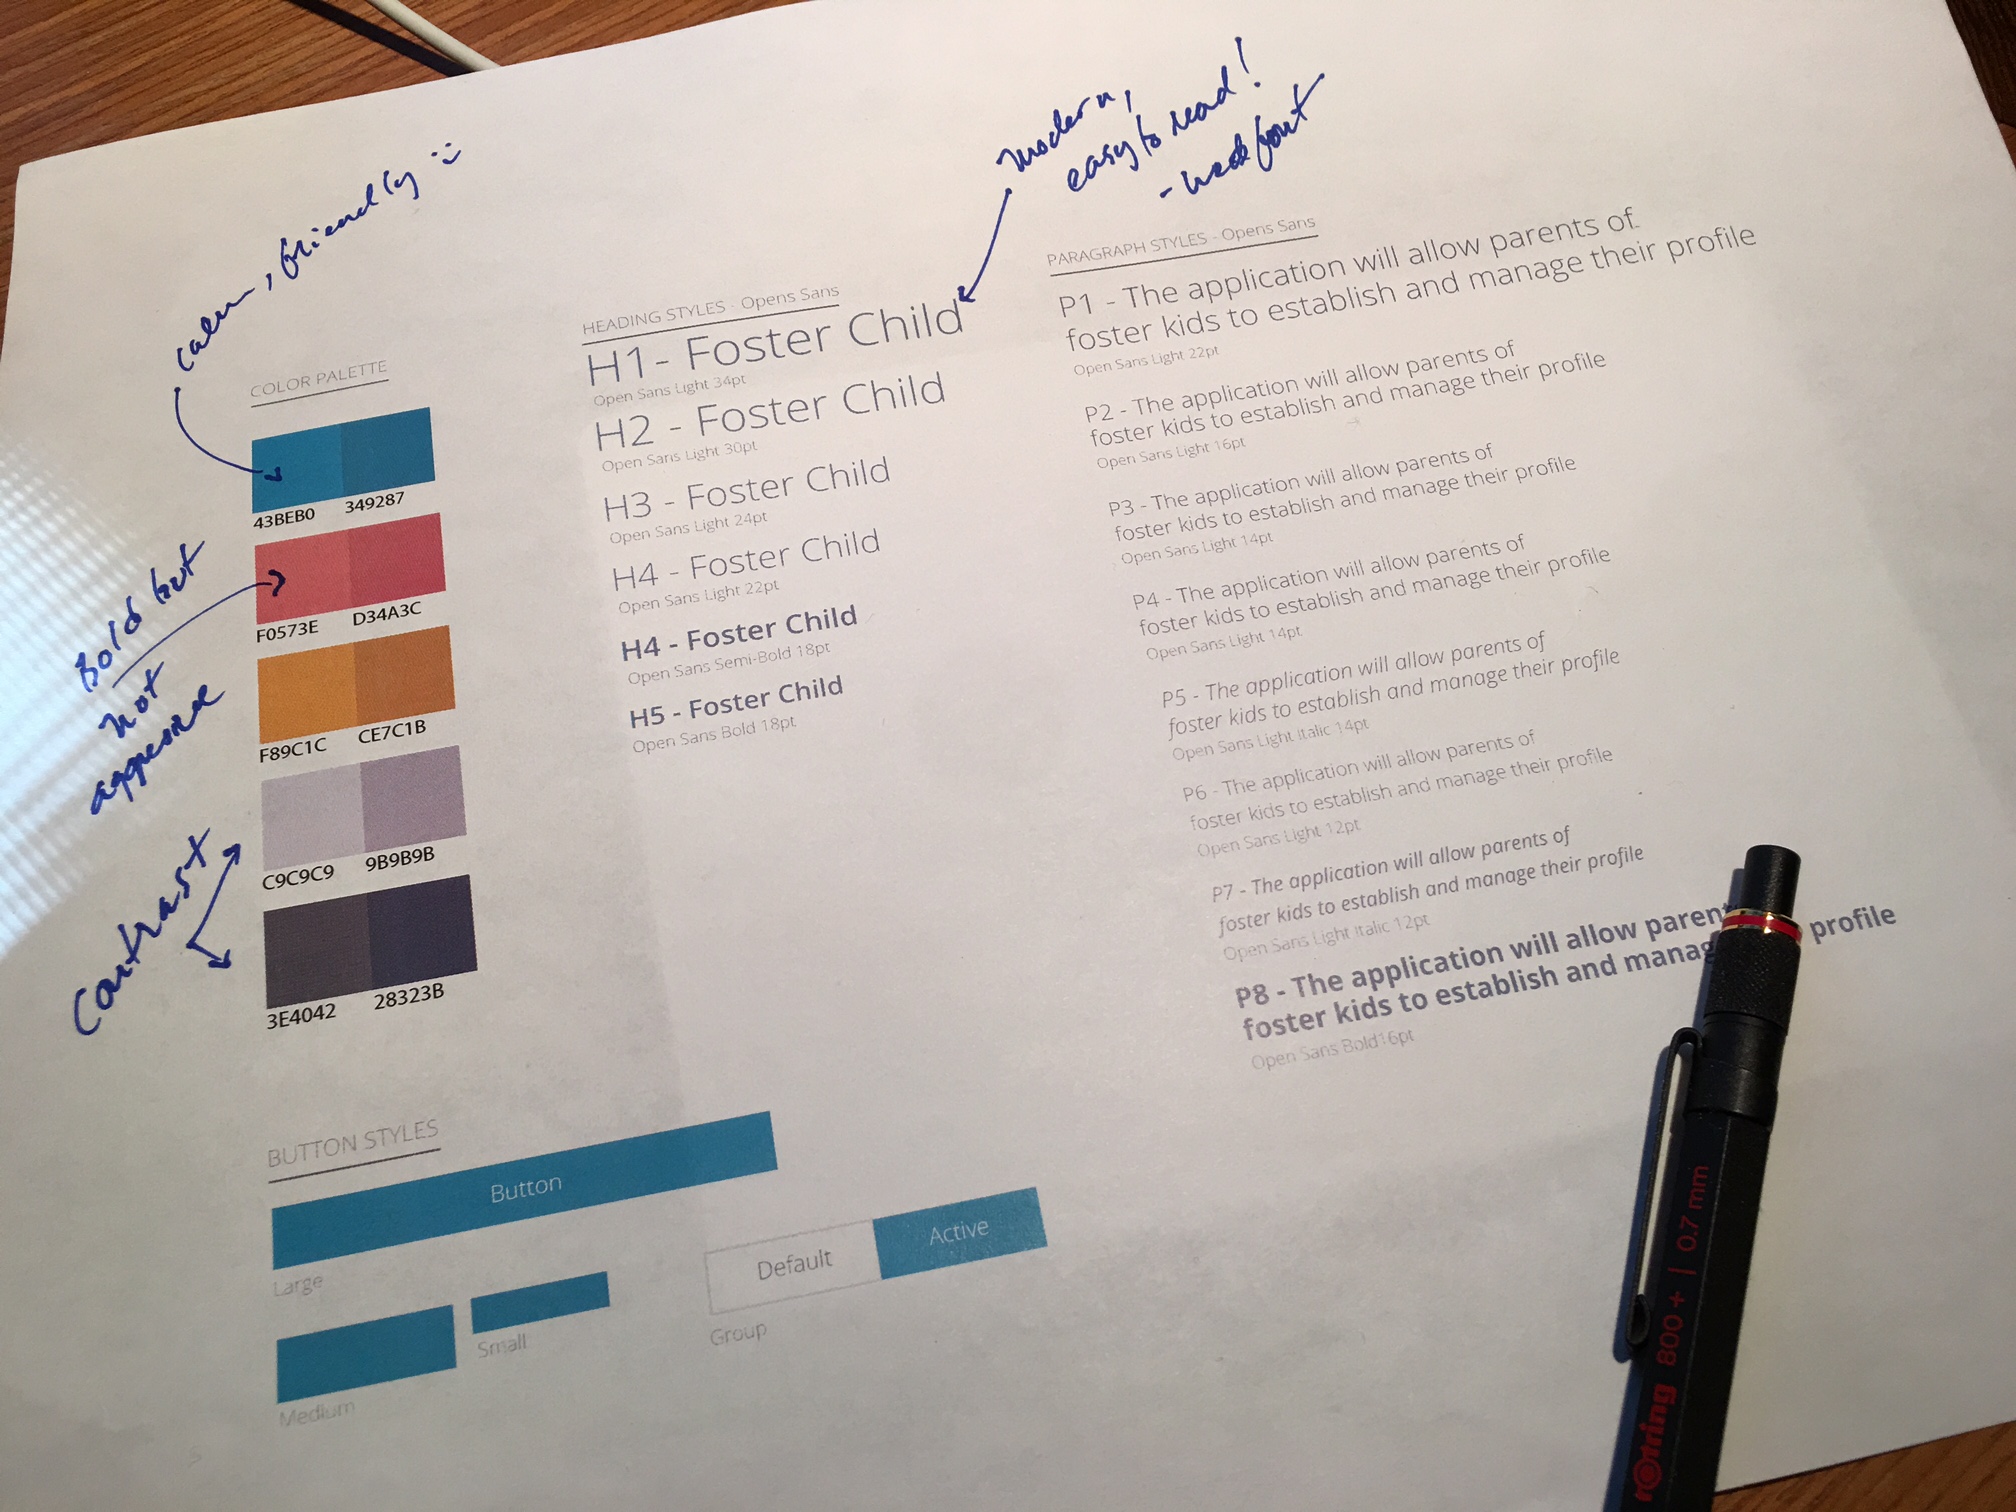 calm, friendly
Modern,
easy to read!
- web font
COLOR PALETTE
43BEB0 349287
F0573E D34A3C
F89C1C CE7C1B
C9C9C9 9B9B9B
3E4042 28323B
Bold but
not
Contrast
HEADING STYLES - Opens Sans
H1- Foster Child
Open Sans Light 34pt
H2 - Foster Child
Open Sans Light 30pt
H3 - Foster Child
Open Sans Light 24pt
H4 - Foster Child
Open Sans Light 22pt
H4 - Foster Child
Open Sans Semi-Bold 18pt
H5 - Foster Child
Open Sans Bold 18pt
PARAGRAPH STYLES - Opens Sans
P1 - The application will allow parents of
foster kids to establish and manage their profile
Open Sans Light 22pt
P2 - The application will allow parents of
foster kids to establish and manage their profile
Open Sans Light 16pt
P3 - The application will allow parents of
foster kids to establish and manage their profile
Open Sans Light 14pt
P4 - The application will allow parents of
foster kids to establish and manage their profile
Open Sans Light 14pt
P5 - The application will allow parents of
foster kids to establish and manage their profile
Open Sans Light Italic 14pt
P6 - The application will allow parents of
foster kids to establish and manage their profile
Open Sans Light 12pt
P7 - The application will allow parents of
foster kids to establish and manage their profile
Open Sans Light Italic 12pt
P8 - The application will allow parent
foster kids to establish and manag profile
Open Sans Bold16pt
BUTTON STYLES
Button
Large
Medium
Small
Default Active
Group
rotring 800+ | 0.7 mm